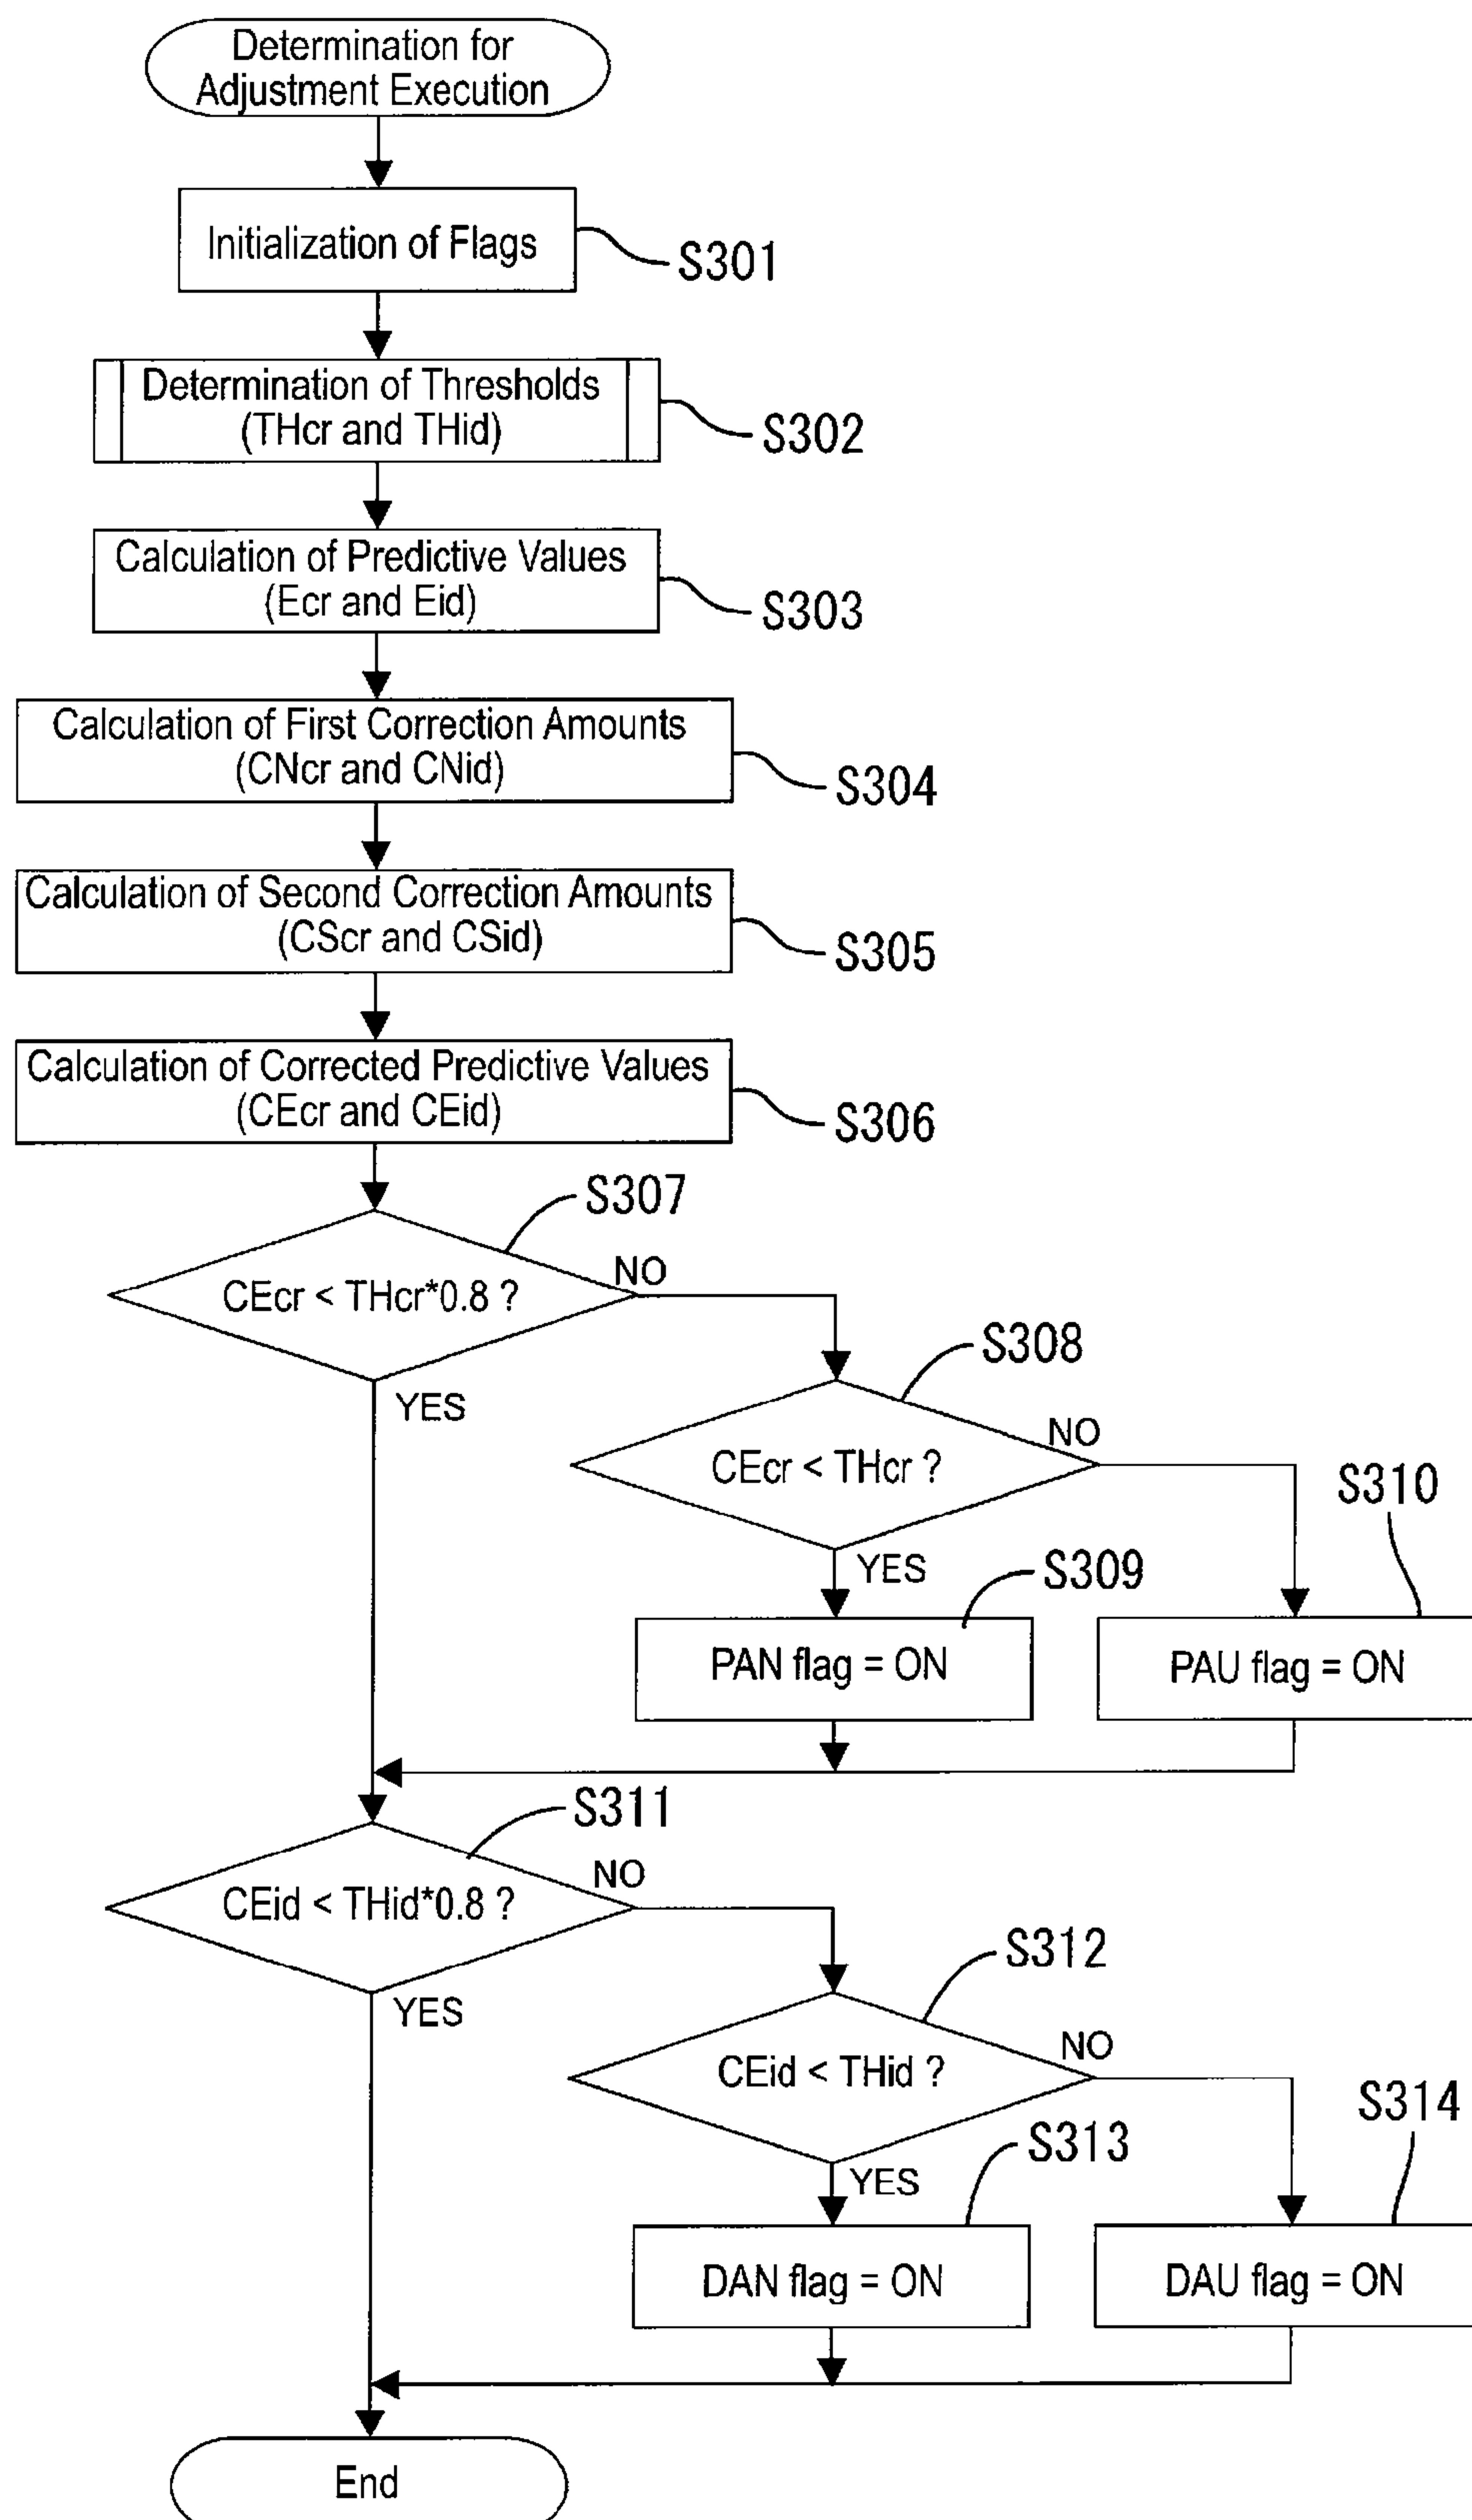 Determination for
Adjustment Execution
Initialization of Flags
S301
Determination of Thresholds
(THcr and THid)
S302
Calculation of Predictive Values
(Ecr and Eid)
S303
Calculation of First Correction Amounts
(CNcr and CNid)
S304
Calculation of Second Correction Amounts
(CScr and CSid)
S305
Calculation of Corrected Predictive Values
(CEcr and CEid)
S306
S307
CEcr < THcr*0.8 ?
NO
YES
S308
CEcr < THcr ?
NO
S310
YES
S309
PAN flag = ON
PAU flag = ON
S311
CEid < THid*0.8 ?
NO
YES
S312
CEid < THid ?
NO
S314
YES
S313
DAN flag = ON
DAU flag = ON
End